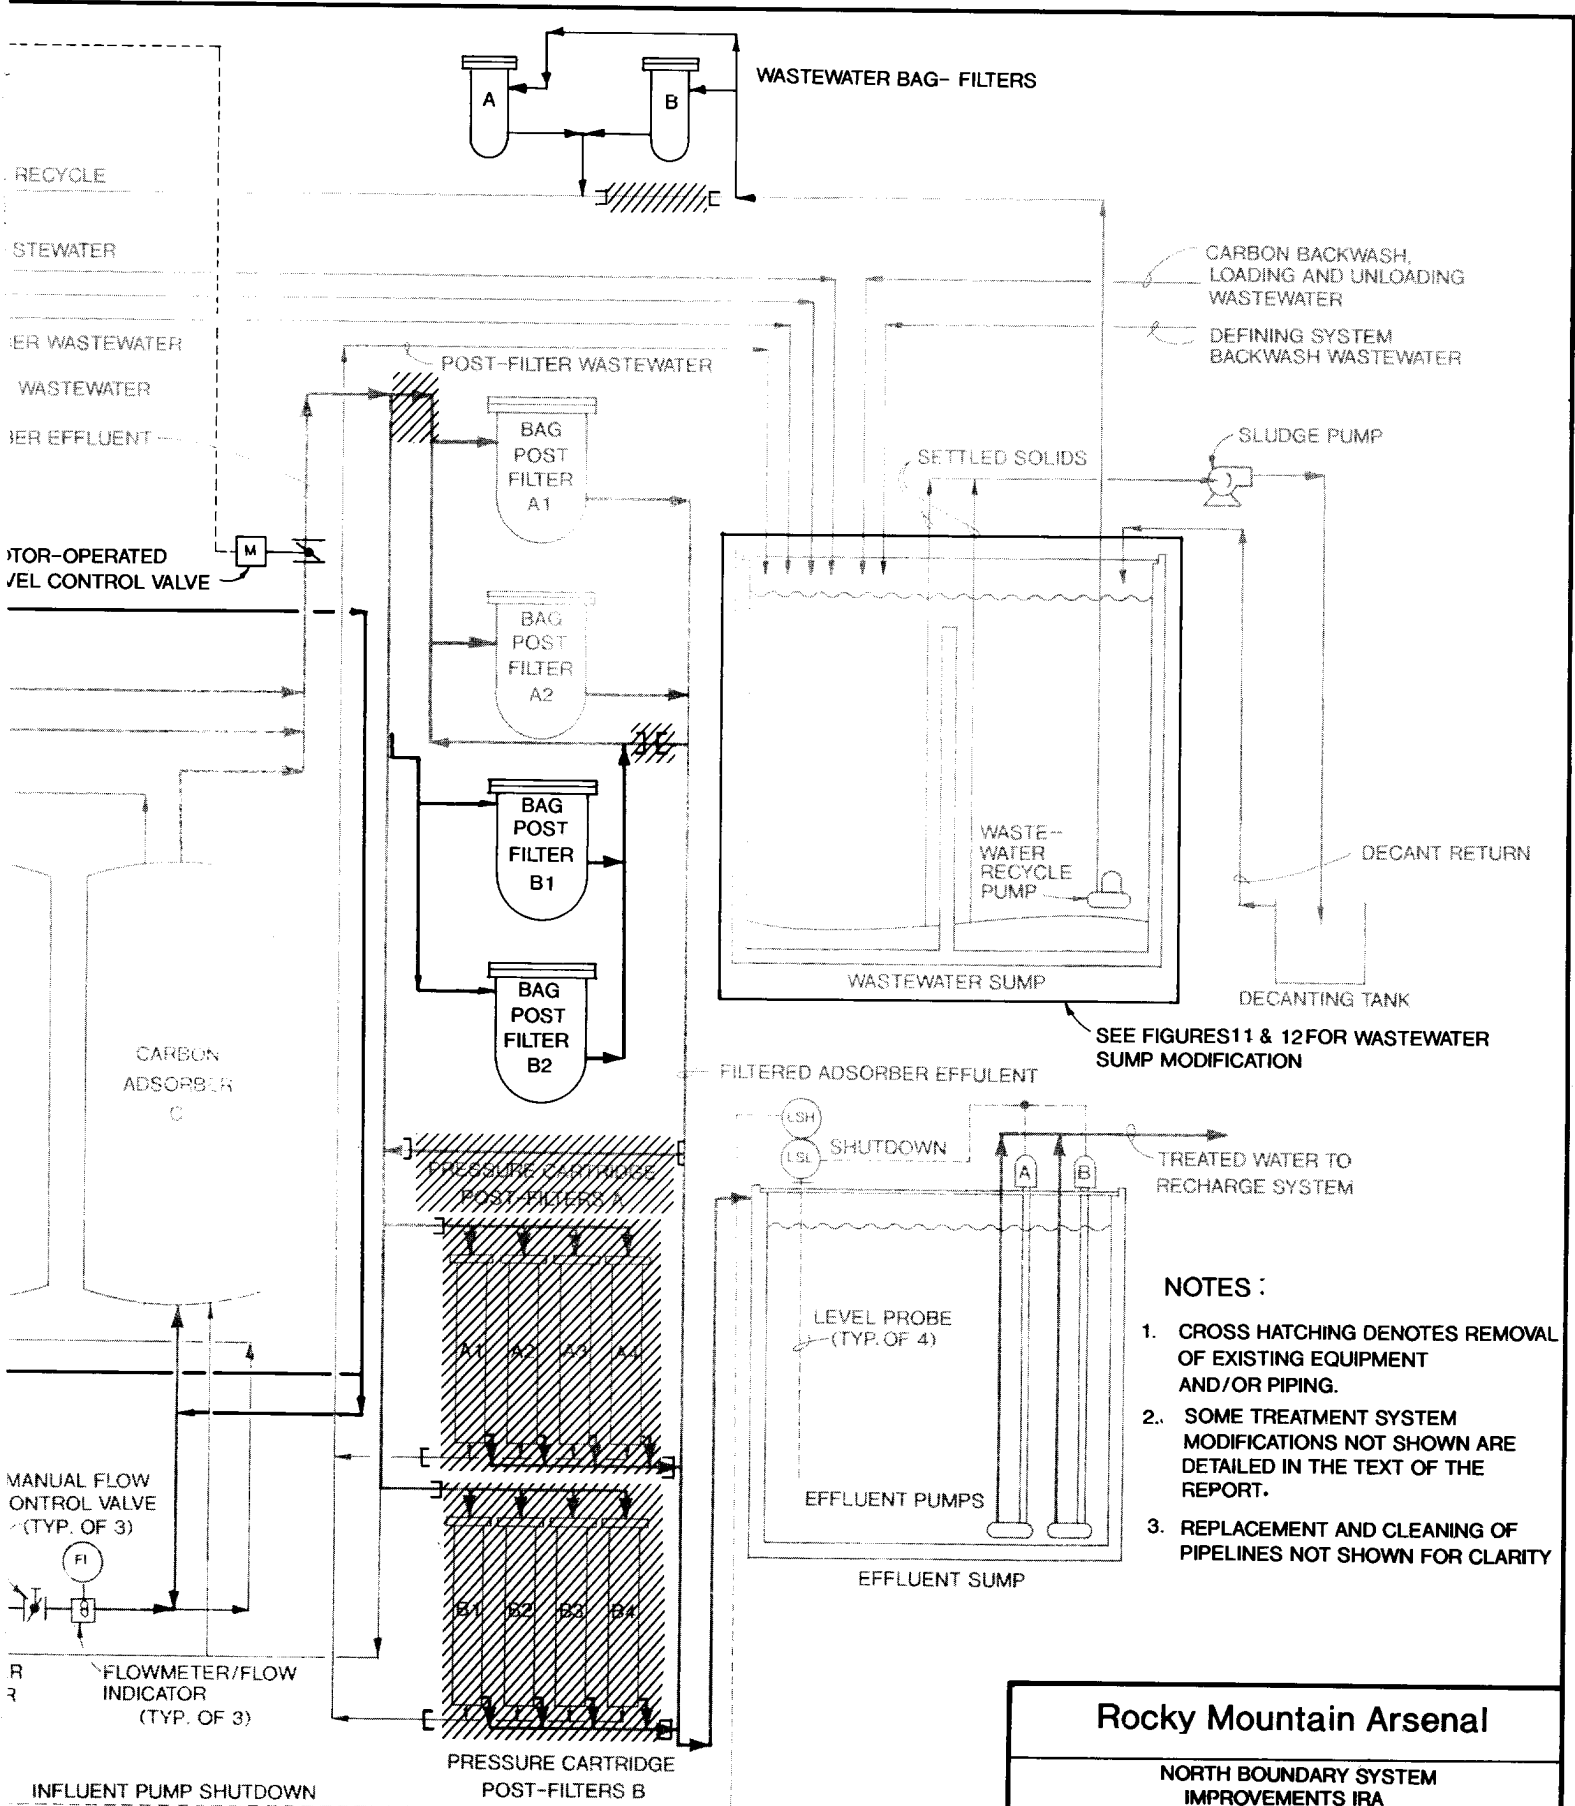 WASTEWATER BAG- FILTERS
A
B
RECYCLE
STEWATER
CARBON BACKWASH,
LOADING AND UNLOADING
WASTEWATER
DEFINING SYSTEM
BACKWASH WASTEWATER
ER WASTEWATER
WASTEWATER
BER EFFLUENT
POST-FILTER WASTEWATER
BAG
POST
FILTER
A1
SETTLED SOLIDS
SLUDGE PUMP
M
TOR-OPERATED
VEL CONTROL VALVE
BAG
POST
FILTER
A2
BAG
POST
FILTER
B1
WASTE-
WATER
RECYCLE
PUMP
DECANT RETURN
BAG
POST
FILTER
B2
WASTEWATER SUMP
DECANTING TANK
SEE FIGURES11 & 12FOR WASTEWATER
SUMP MODIFICATION
CARBON
ADSORBER
C
FILTERED ADSORBER EFFULENT
LSH
LSL
SHUTDOWN
A
B
TREATED WATER TO
RECHARGE SYSTEM
PRESSURE CARTRIDGE
POST-FILTERS A
A1
A2
A3
A4
LEVEL PROBE
(TYP. OF 4)
EFFLUENT PUMPS
EFFLUENT SUMP
NOTES :
1. CROSS HATCHING DENOTES REMOVAL
OF EXISTING EQUIPMENT
AND/OR PIPING.
2.. SOME TREATMENT SYSTEM
MODIFICATIONS NOT SHOWN ARE
DETAILED IN THE TEXT OF THE
REPORT.
3. REPLACEMENT AND CLEANING OF
PIPELINES NOT SHOWN FOR CLARITY
MANUAL FLOW
ONTROL VALVE
(TYP. OF 3)
FI
B1
B2
B3
B4
R
R
FLOWMETER/FLOW
INDICATOR
(TYP. OF 3)
PRESSURE CARTRIDGE
POST-FILTERS B
INFLUENT PUMP SHUTDOWN
Rocky Mountain Arsenal
NORTH BOUNDARY SYSTEM
IMPROVEMENTS IRA